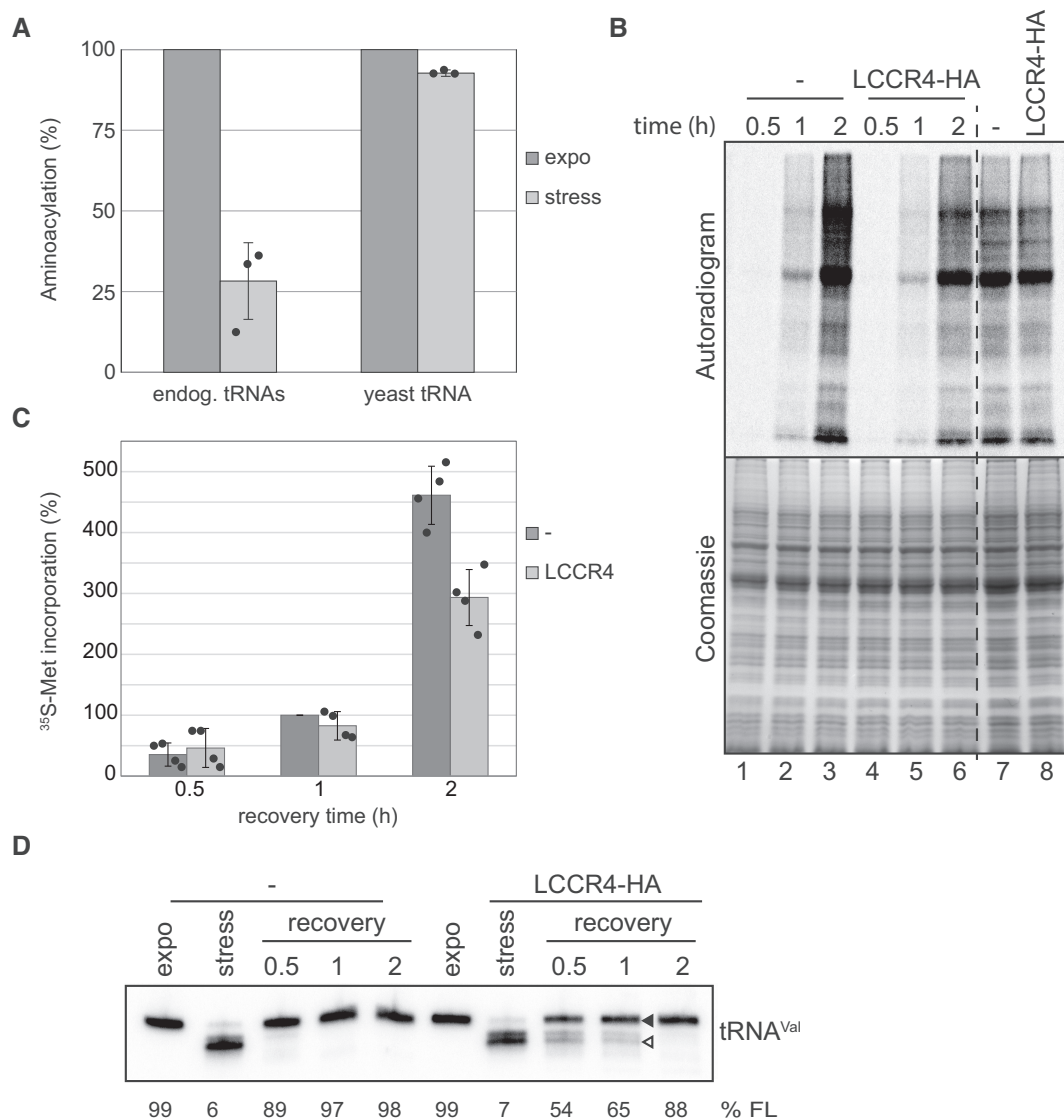 A
100
75
50
25
0
Aminoacylation (%)
endog. tRNAs
yeast tRNA
expo
stress
B
- LCCR4-HA - LCCR4-HA
time (h) 0.5 1 2 0.5 1 2
Autoradiogram
Coomassie
1 2 3 4 5 6 7 8
C
500
400
300
200
100
0
35S-Met incorporation (%)
0.5 1 2
recovery time (h)
-
LCCR4
D
- LCCR4-HA
expo stress recovery expo stress recovery
0.5 1 2 0.5 1 2
tRNAVal
99 6 89 97 98 99 7 54 65 88 % FL